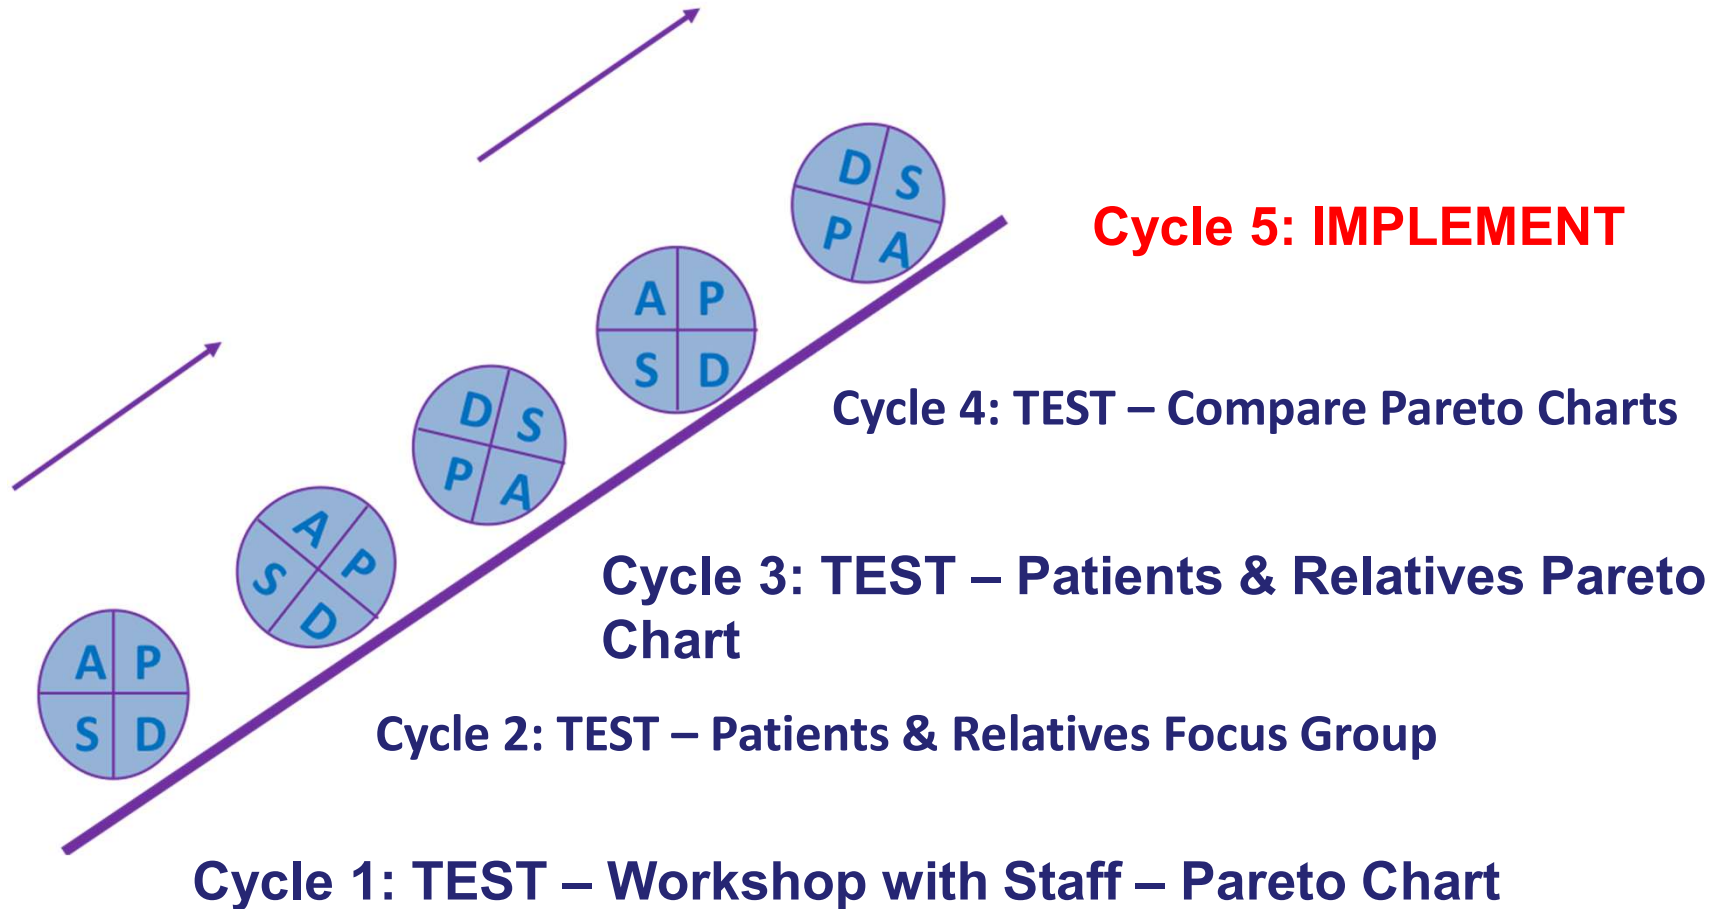 D S
P A
Cycle 5: IMPLEMENT
A P
S D
Cycle 4: TEST – Compare Pareto Charts
D S
P A
A P
S D
Cycle 3: TEST – Patients & Relatives Pareto
Chart
A P
S D
Cycle 2: TEST – Patients & Relatives Focus Group
Cycle 1: TEST – Workshop with Staff – Pareto Chart